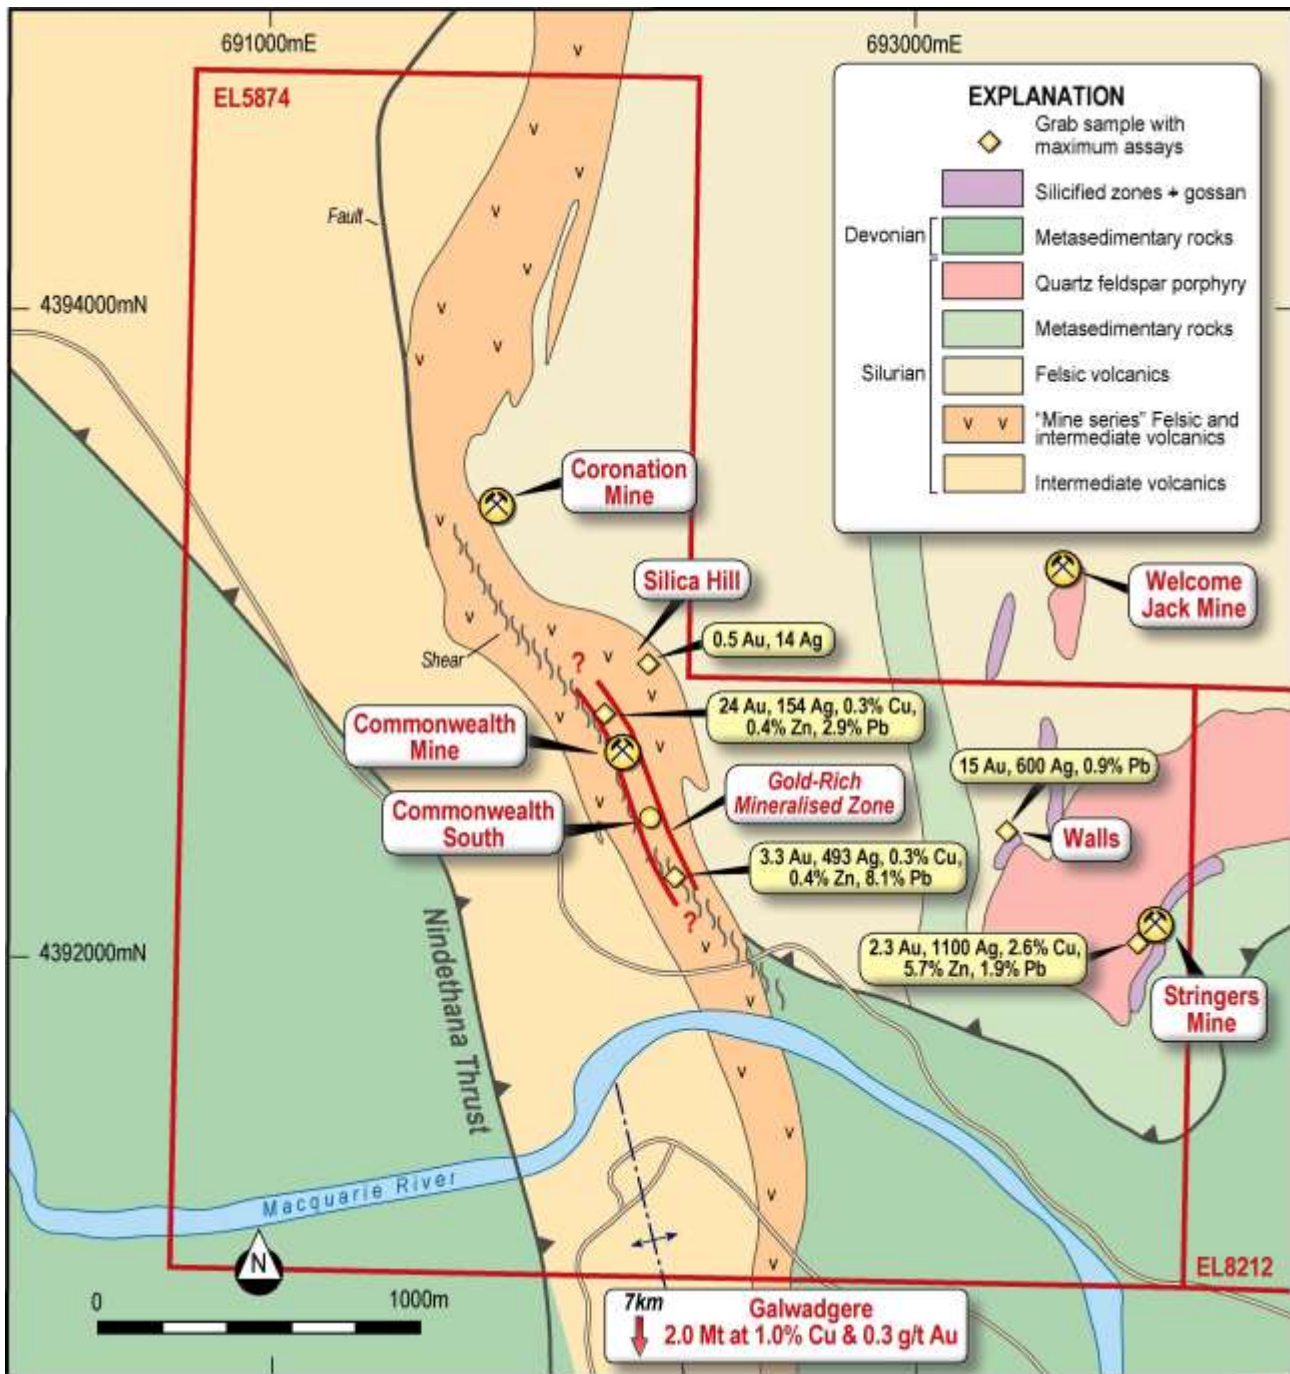 691000mE
693000mE
EL5874
EXPLANATION
Grab sample with
maximum assays
Silicified zones + gossan
Devonian
Metasedimentary rocks
Quartz feldspar porphyry
Metasedimentary rocks
Silurian
Felsic volcanics
"Mine series" Felsic and
intermediate volcanics
Intermediate volcanics
Fault
4394000mN
Coronation
Mine
Silica Hill
Welcome
Jack Mine
0.5 Au, 14 Ag
Shear
?
24 Au, 154 Ag, 0.3% Cu,
0.4% Zn, 2.9% Pb
Commonwealth
Mine
15 Au, 600 Ag, 0.9% Pb
Gold-Rich
Mineralised Zone
Commonwealth
South
Walls
3.3 Au, 493 Ag, 0.3% Cu,
0.4% Zn, 8.1% Pb
?
4392000mN
2.3 Au, 1100 Ag, 2.6% Cu,
5.7% Zn, 1.9% Pb
Stringers
Mine
Nindethana Thrust
Macquarie River
N
EL8212
0
1000m
7km
Galwadgere
2.0 Mt at 1.0% Cu & 0.3 g/t Au